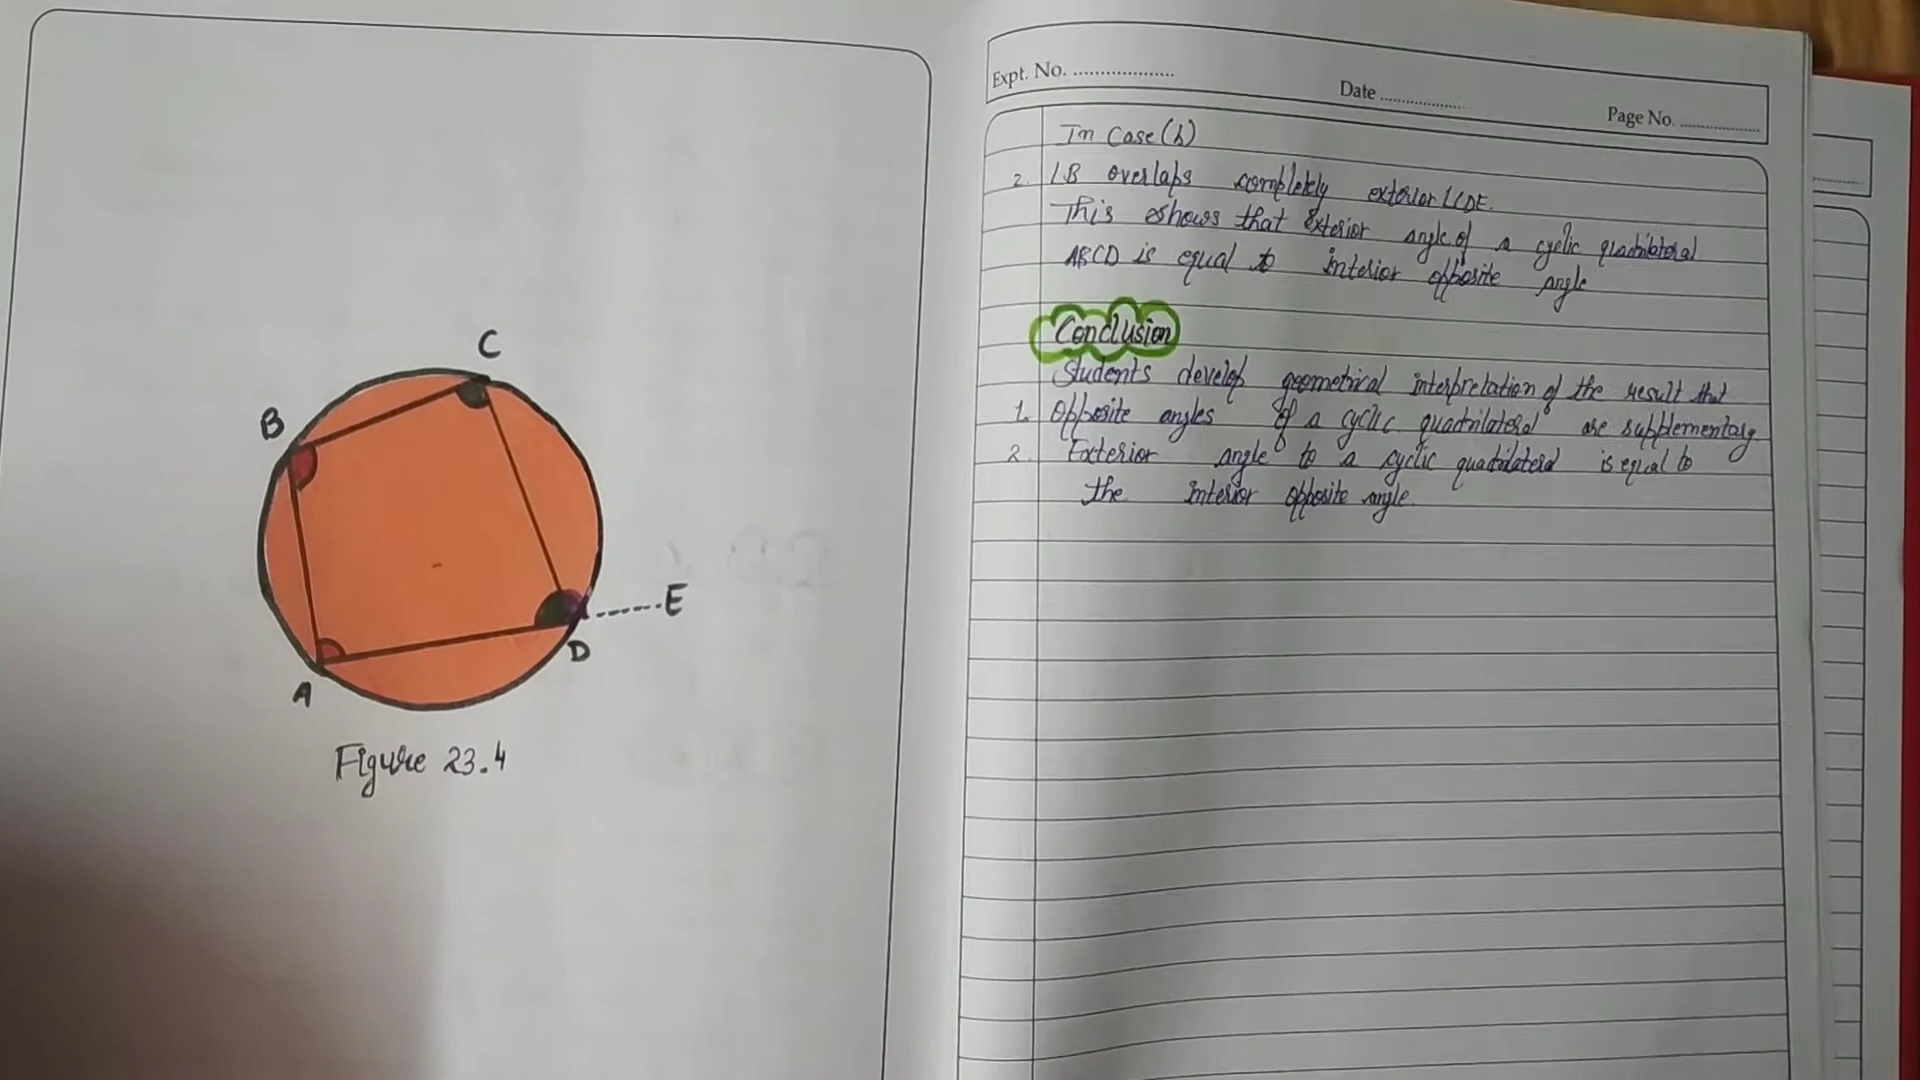 C
B
E
D
A
Figure 23.4
Expt. No. ....................
Date ..................
Page No. .................
In Case (b)
2. ∠B overlaps completely exterior ∠CDE.
This shows that Exterior angle of a cyclic quadrilateral
ABCD is equal to interior opposite angle
Conclusion
Students develop geometrical interpretation of the result that
1. Opposite angles of a cyclic quadrilateral are supplementary
2. Exterior angle to a cyclic quadrilateral is equal to
the interior opposite angle.